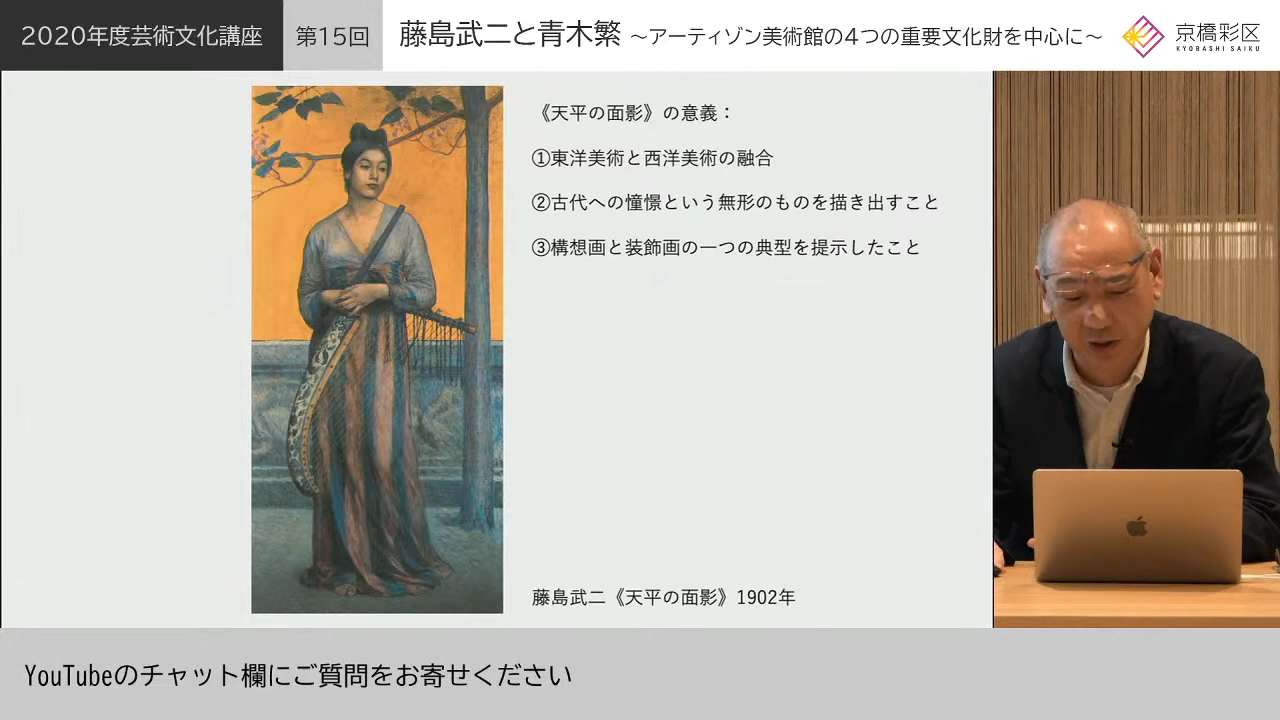 2020年度芸術文化講座
第15回
藤島武二と青木繁 ～アーティゾン美術館の4つの重要文化財を中心に～
京橋彩区
KYOBASHI SAIKU
《天平の面影》の意義：
①東洋美術と西洋美術の融合
②古代への憧憬という無形のものを描き出すこと
③構想画と装飾画の一つの典型を提示したこと
藤島武二《天平の面影》1902年
YouTubeのチャット欄にご質問をお寄せください